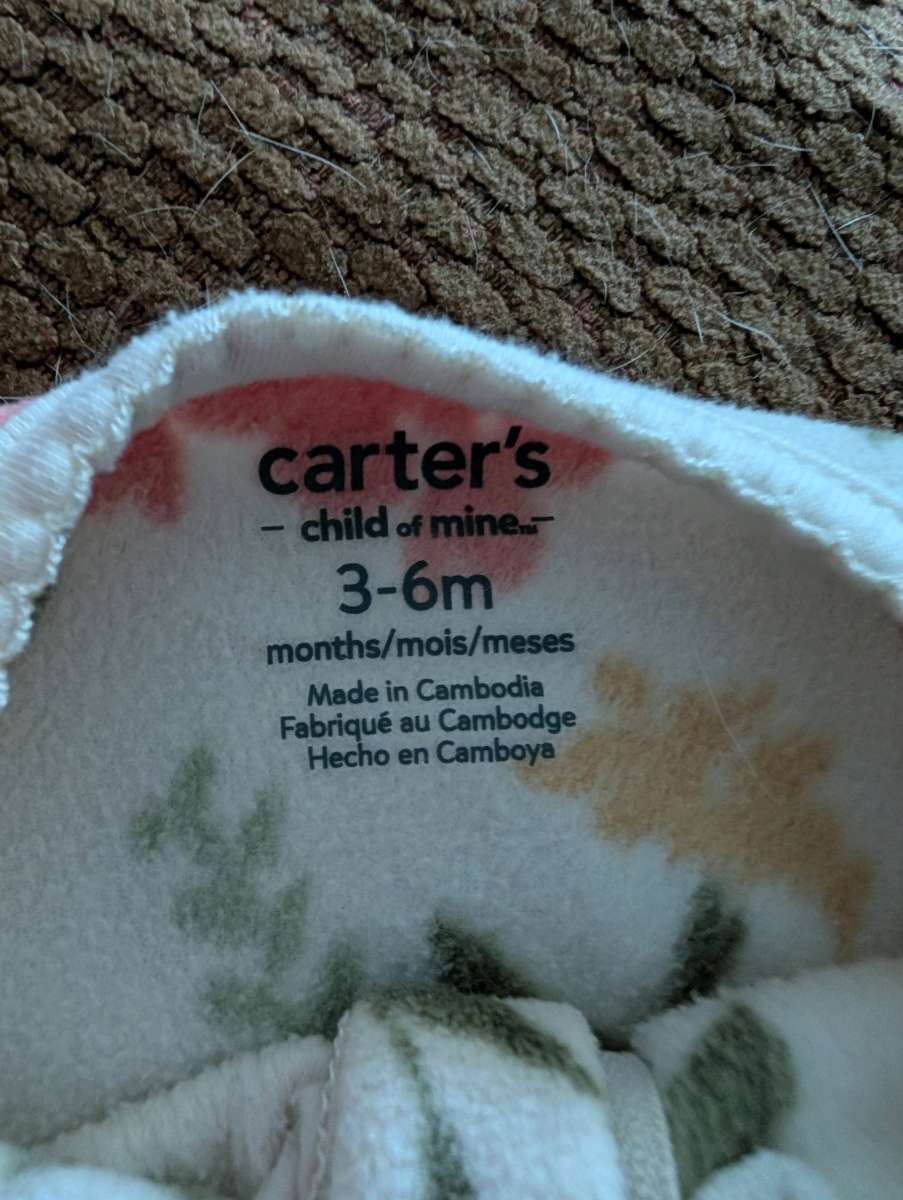 carter's
- child of mine -
3-6m
months/mois/meses
Made in Cambodia
Fabriqué au Cambodge
Hecho en Camboya